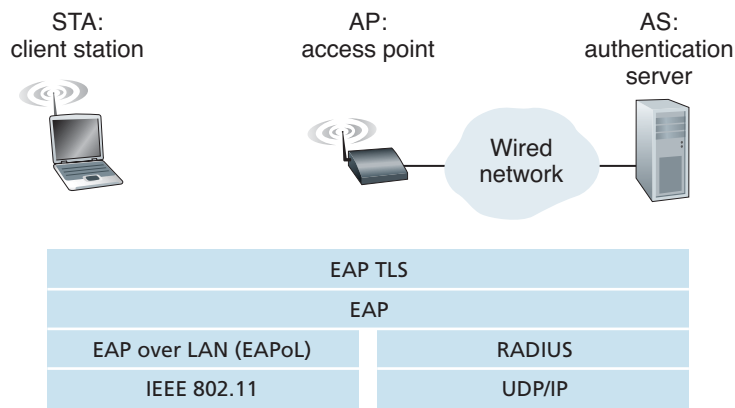 STA:
client station
AP:
access point
AS:
authentication
server
Wired
network
EAP TLS
EAP
EAP over LAN (EAPoL)
RADIUS
IEEE 802.11
UDP/IP